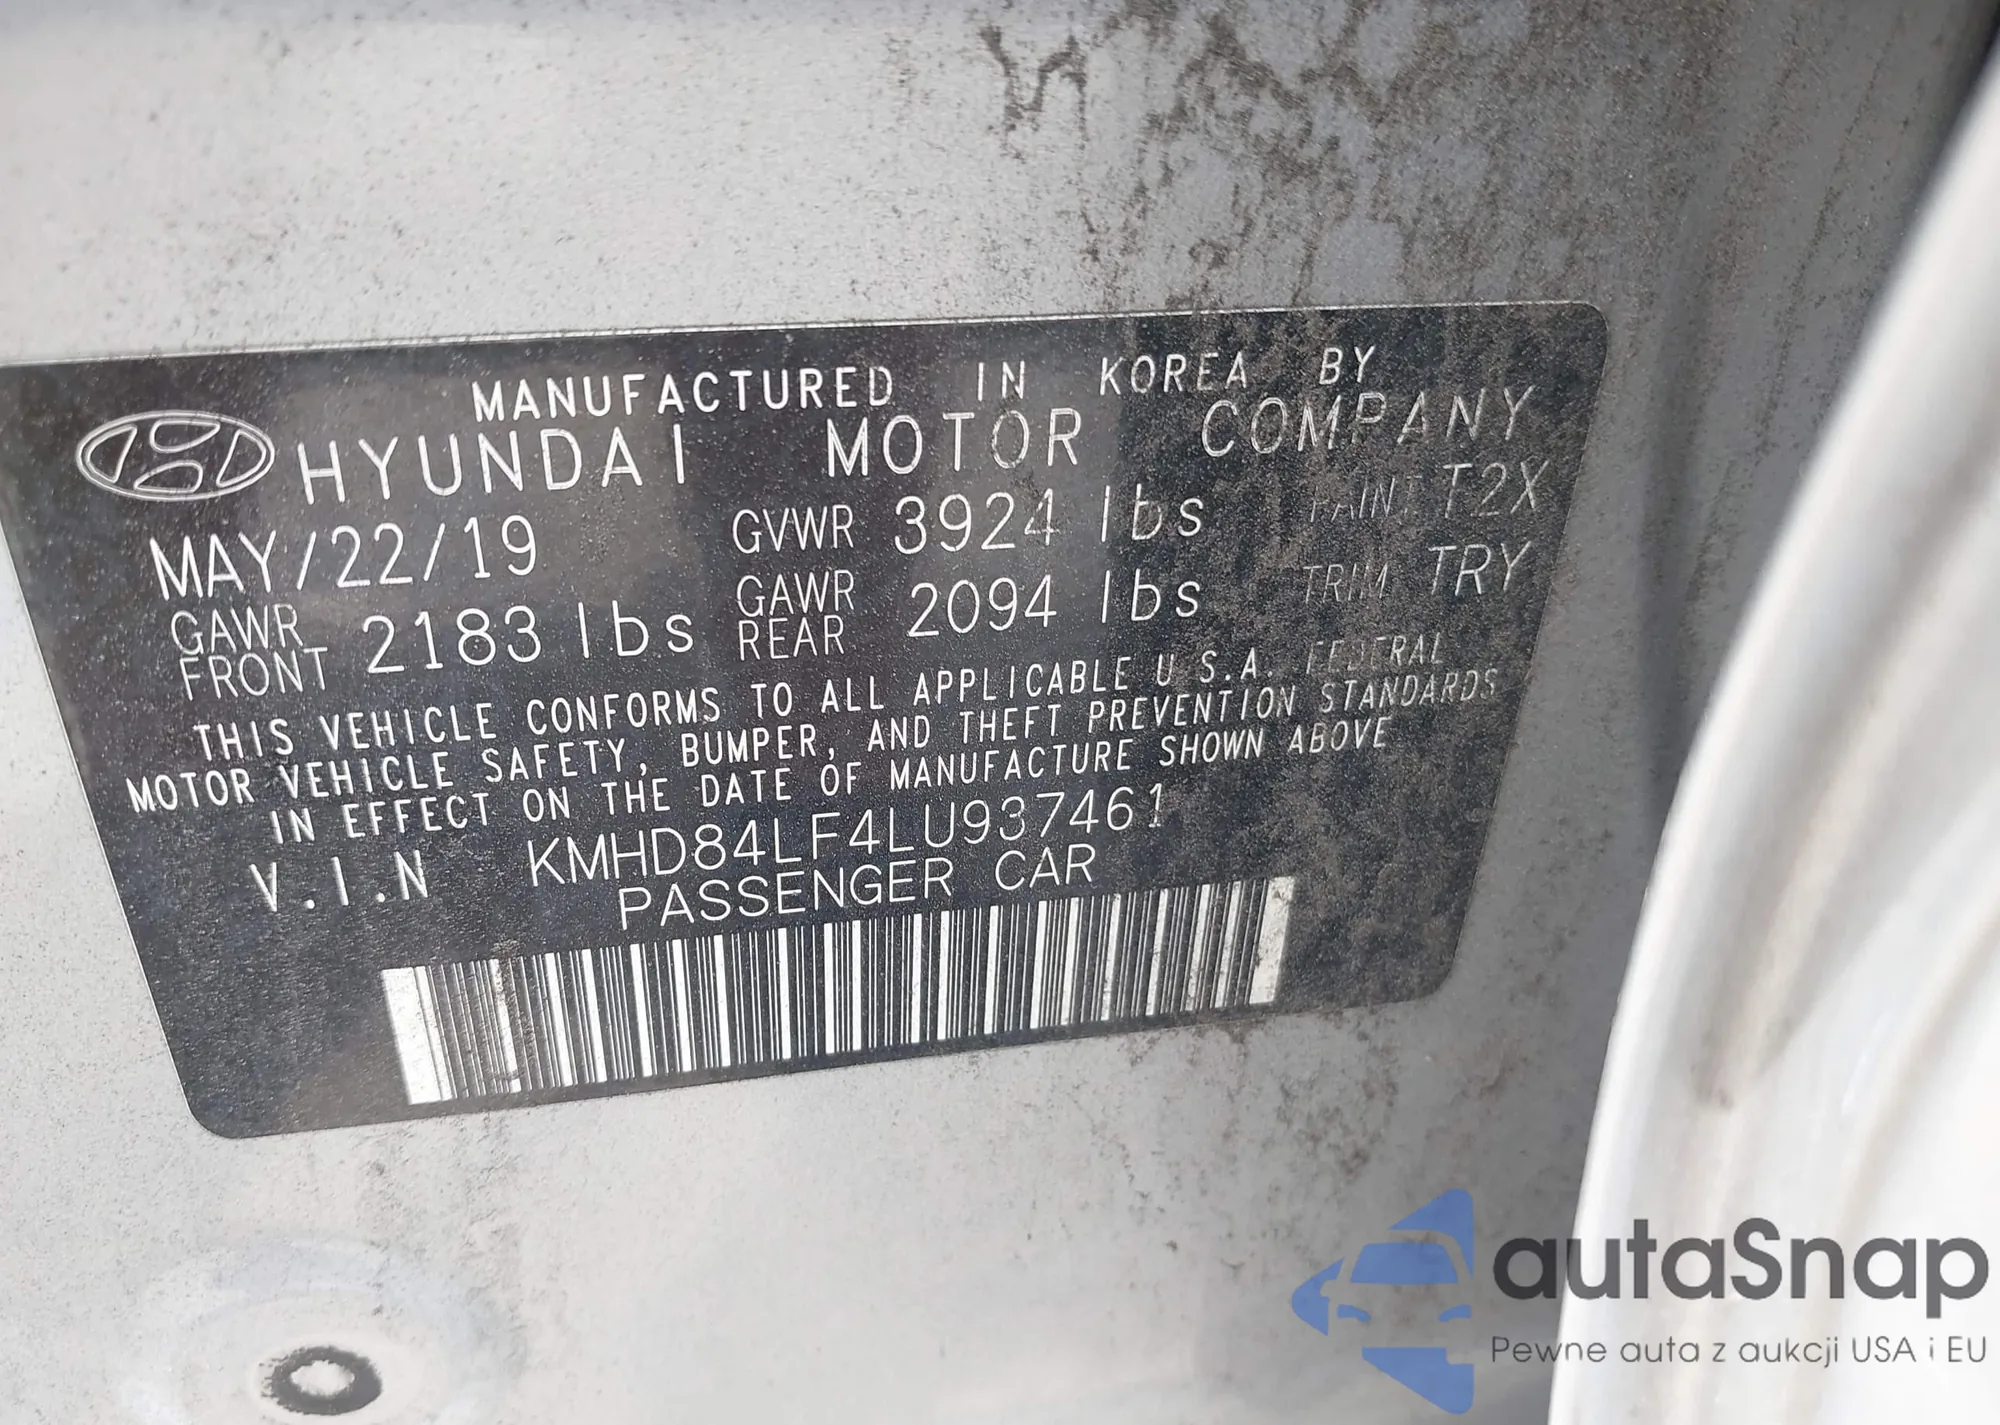 MANUFACTURED IN KOREA BY
HYUNDAI MOTOR COMPANY
MAY/22/19 GVWR 3924 lbs PAINT T2X
GAWR FRONT 2183 lbs GAWR REAR 2094 lbs TRIM TRY
THIS VEHICLE CONFORMS TO ALL APPLICABLE U.S.A. FEDERAL
MOTOR VEHICLE SAFETY, BUMPER, AND THEFT PREVENTION STANDARDS
IN EFFECT ON THE DATE OF MANUFACTURE SHOWN ABOVE
V.I.N KMHD84LF4LU937461
PASSENGER CAR
autaSnap
Pewne auta z aukcji USA i EU